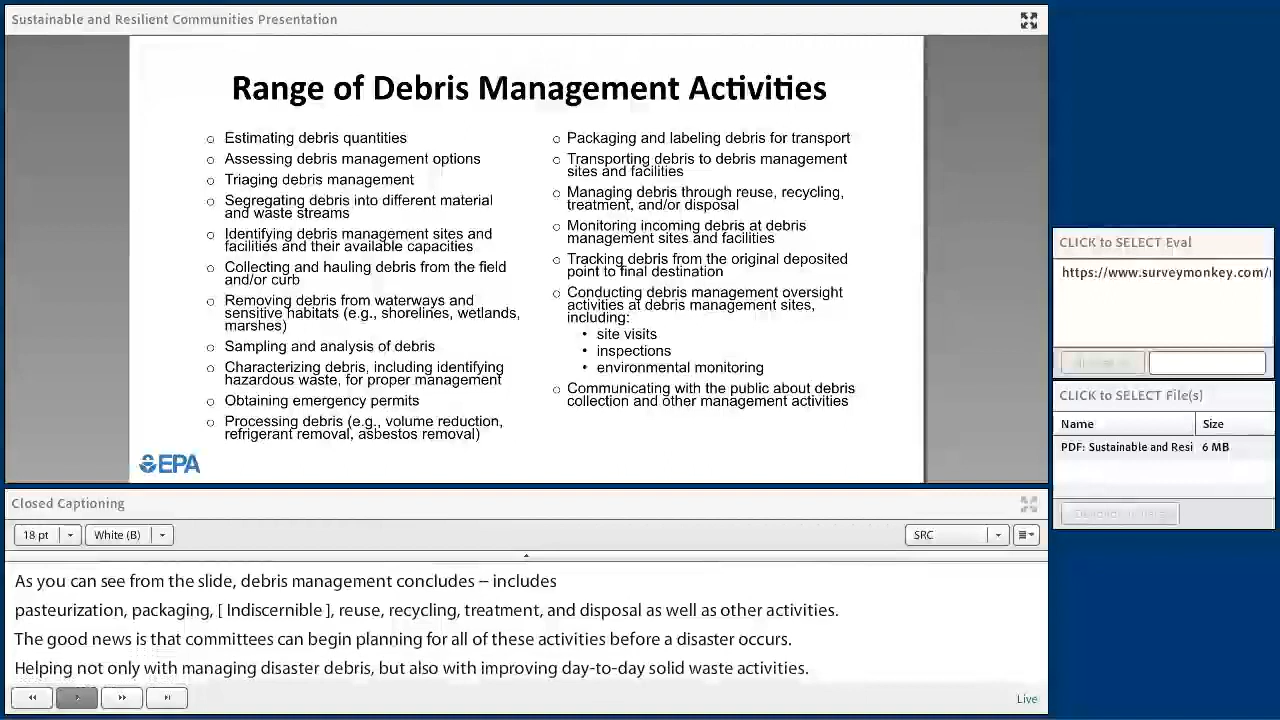 Sustainable and Resilient Communities Presentation
Range of Debris Management Activities
o Estimating debris quantities
o Assessing debris management options
o Triaging debris management
o Segregating debris into different material
and waste streams
o Identifying debris management sites and
facilities and their available capacities
o Collecting and hauling debris from the field
and/or curb
o Removing debris from waterways and
sensitive habitats (e.g., shorelines, wetlands,
marshes)
o Sampling and analysis of debris
o Characterizing debris, including identifying
hazardous waste, for proper management
o Obtaining emergency permits
o Processing debris (e.g., volume reduction,
refrigerant removal, asbestos removal)
o Packaging and labeling debris for transport
o Transporting debris to debris management
sites and facilities
o Managing debris through reuse, recycling,
treatment, and/or disposal
o Monitoring incoming debris at debris
management sites and facilities
o Tracking debris from the original deposited
point to final destination
o Conducting debris management oversight
activities at debris management sites,
including:
• site visits
• inspections
• environmental monitoring
o Communicating with the public about debris
collection and other management activities
EPA
CLICK to SELECT Eval
https://www.surveymonkey.com/
CLICK to SELECT File(s)
Name Size
PDF: Sustainable and Resi 6 MB
Closed Captioning
18 pt White (B) SRC
As you can see from the slide, debris management concludes – includes
pasteurization, packaging, [ Indiscernible ], reuse, recycling, treatment, and disposal as well as other activities.
The good news is that committees can begin planning for all of these activities before a disaster occurs.
Helping not only with managing disaster debris, but also with improving day-to-day solid waste activities.
Live